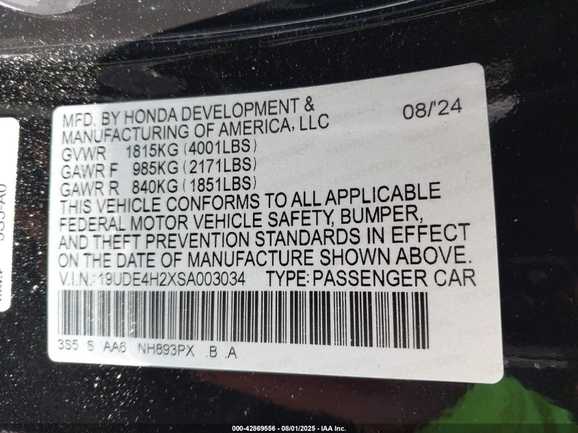 MFD. BY HONDA DEVELOPMENT & 08/'24
MANUFACTURING OF AMERICA, LLC
GVWR 1815KG (4001LBS)
GAWR F 985KG (2171LBS)
GAWR R 840KG (1851LBS)
THIS VEHICLE CONFORMS TO ALL APPLICABLE
FEDERAL MOTOR VEHICLE SAFETY, BUMPER,
AND THEFT PREVENTION STANDARDS IN EFFECT
ON THE DATE OF MANUFACTURE SHOWN ABOVE.
V.I.N.: 19UDE4H2XSA003034 TYPE: PASSENGER CAR
3S5 S AA6 NH893PX .B .A
000-42869556 - 08/01/2025 - IAA Inc.